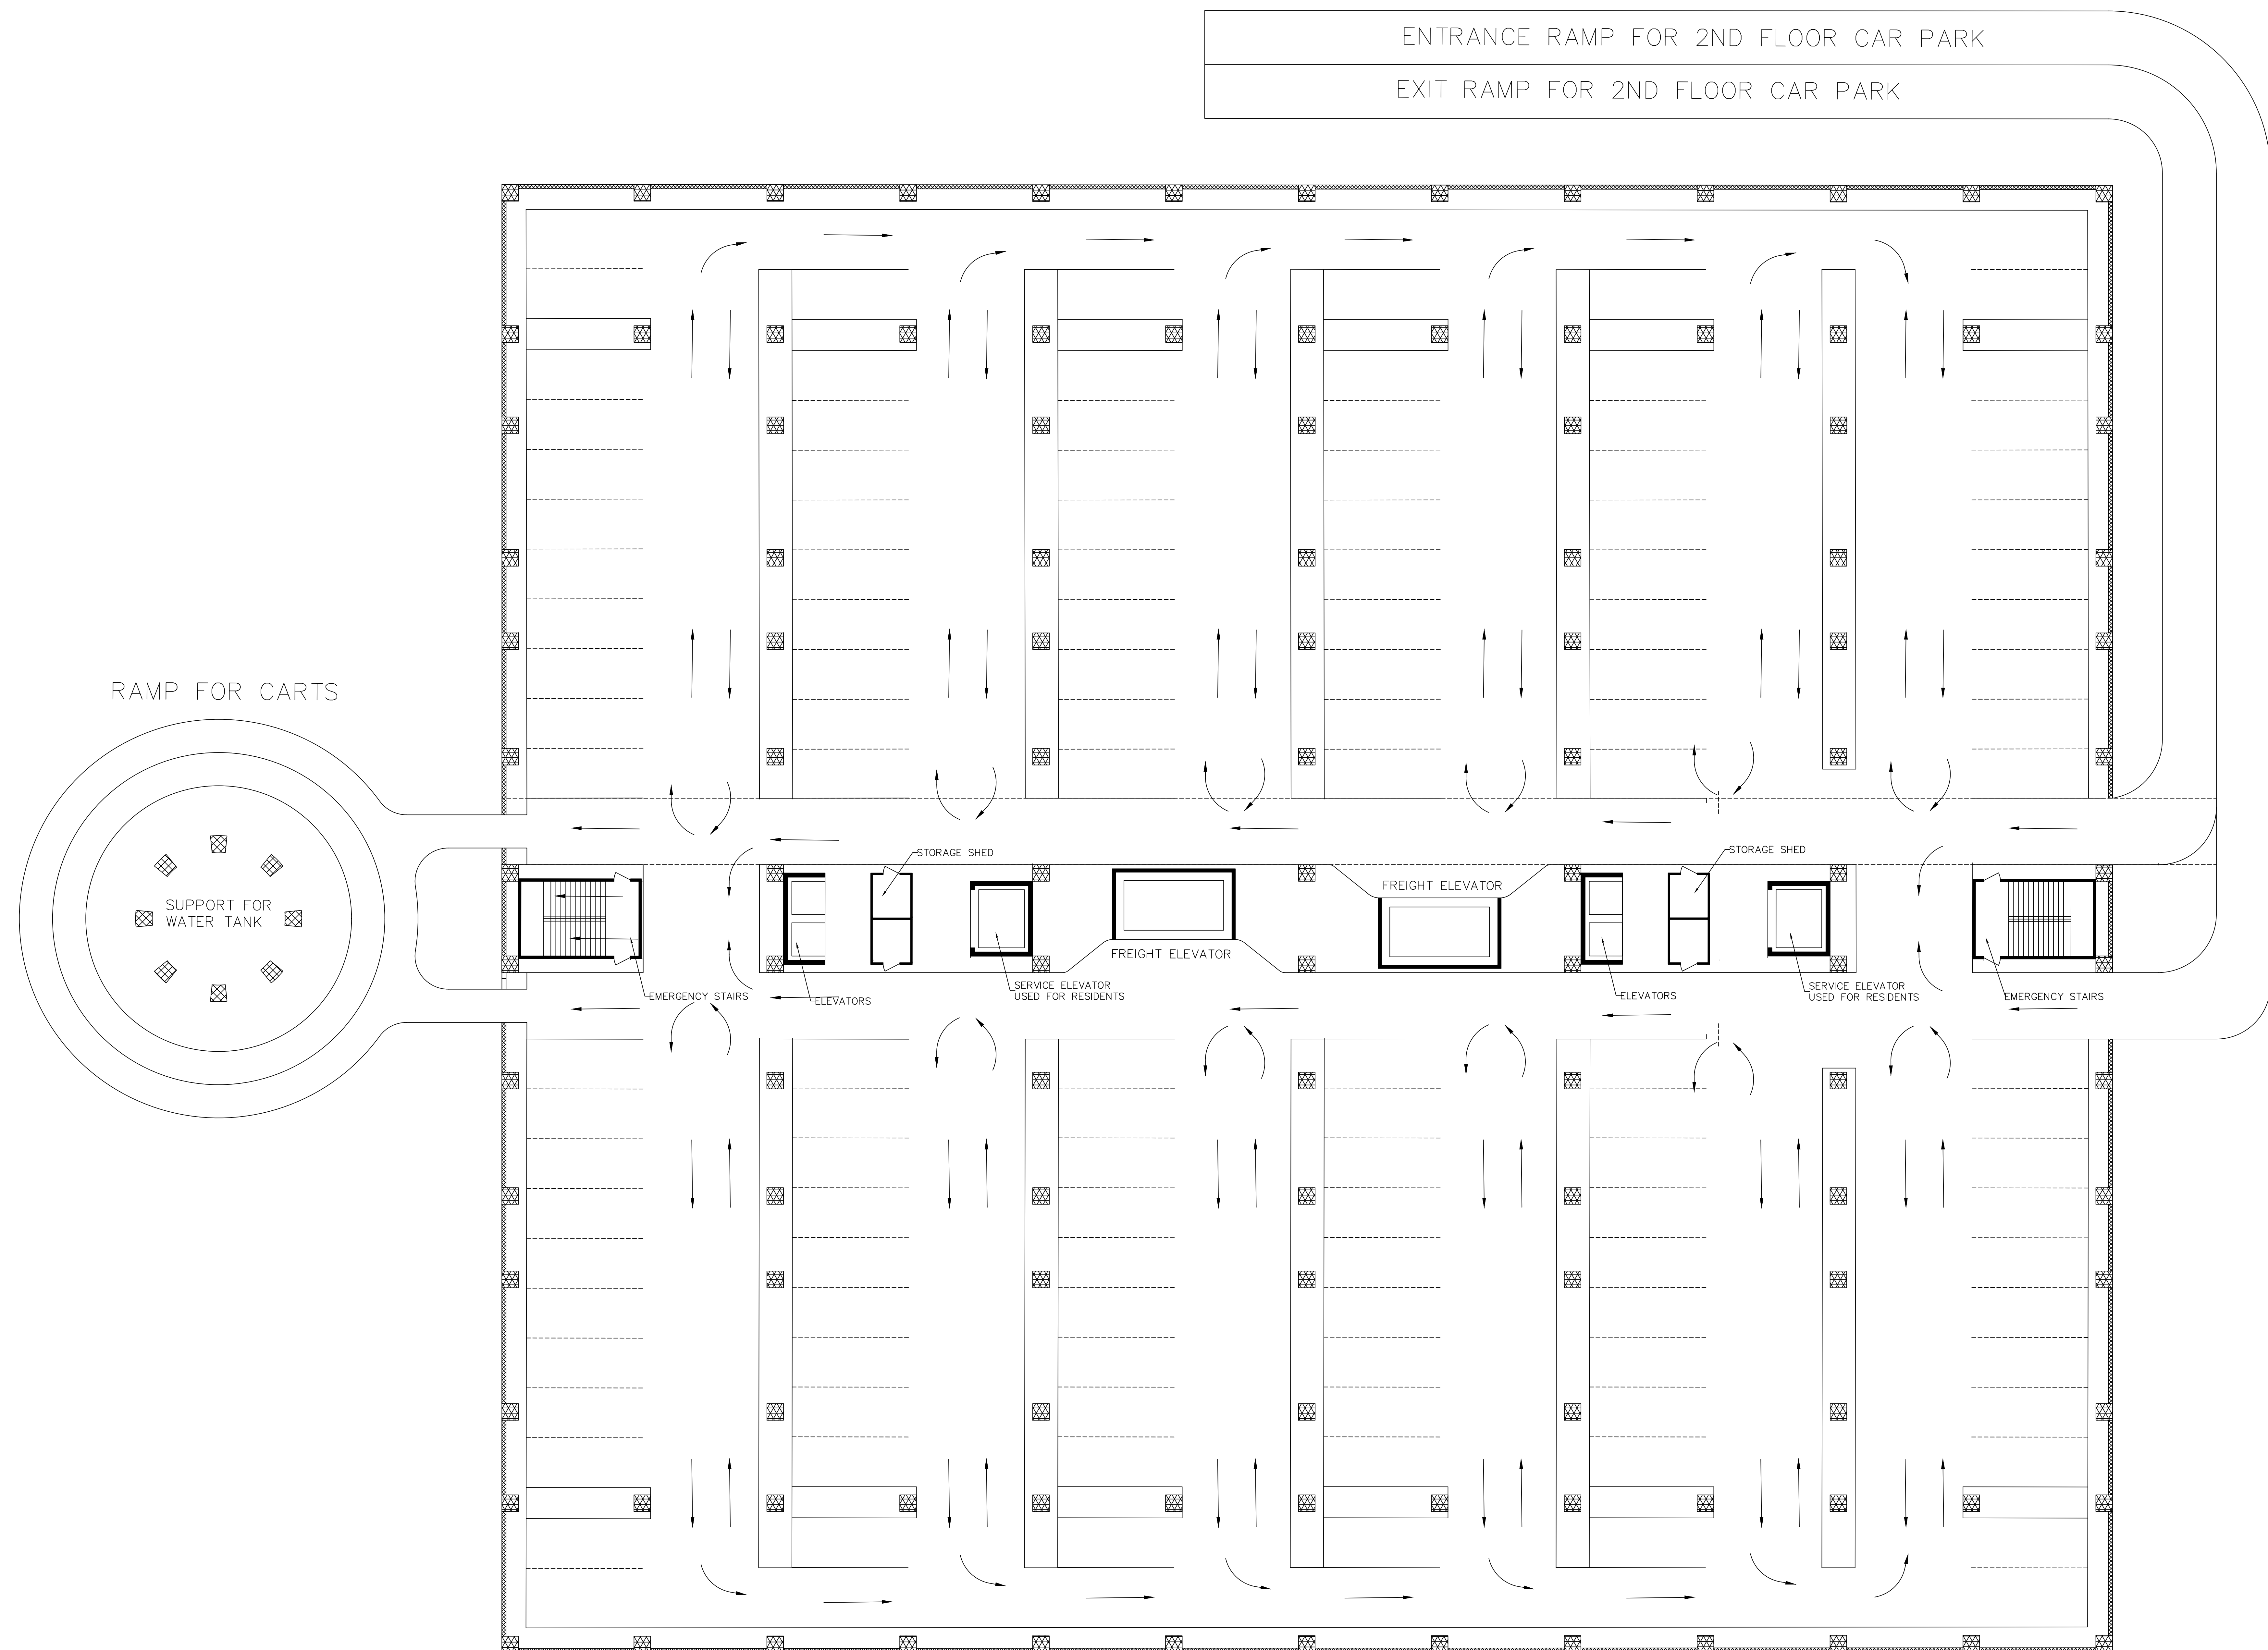 ENTRANCE RAMP FOR 2ND FLOOR CAR PARK
EXIT RAMP FOR 2ND FLOOR CAR PARK
RAMP FOR CARTS
SUPPORT FOR
WATER TANK
STORAGE SHED
STORAGE SHED
FREIGHT ELEVATOR
FREIGHT ELEVATOR
EMERGENCY STAIRS
ELEVATORS
SERVICE ELEVATOR
USED FOR RESIDENTS
ELEVATORS
SERVICE ELEVATOR
USED FOR RESIDENTS
EMERGENCY STAIRS